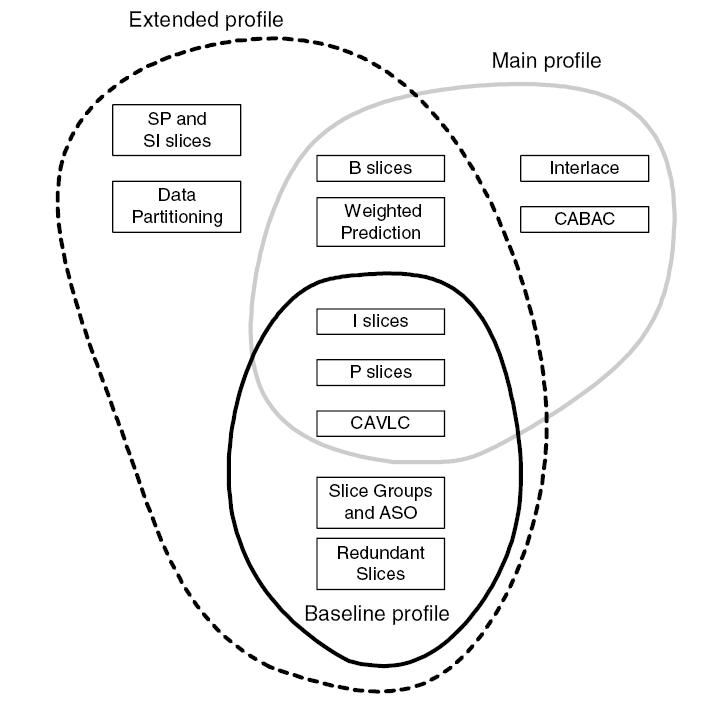 Extended profile
Main profile
SP and
SI slices
Data
Partitioning
B slices
Weighted
Prediction
Interlace
CABAC
I slices
P slices
CAVLC
Slice Groups
and ASO
Redundant
Slices
Baseline profile